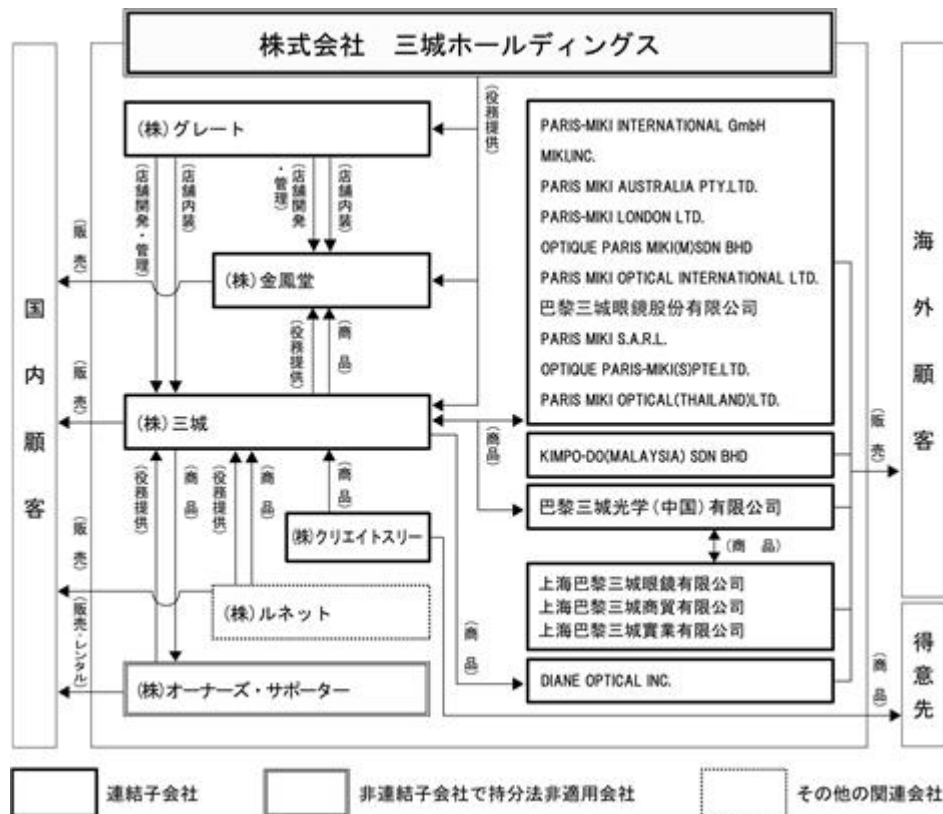 株式会社　三城ホールディングス
(役務提供)
(株)グレート
(店舗開発・管理)
(店舗内装)
(店舗開発・管理)
(店舗内装)
(販売)
(株)金鳳堂
(役務提供)
(商品)
(販売)
(株)三城
(商品)
(役務提供)
(商品)
(役務提供)
(商品)
(商品)
(株)クリエイトスリー
(販売)
(株)ルネット
(販売・レンタル)
(株)オーナーズ・サポーター
(商品)
国内顧客
PARIS-MIKI INTERNATIONAL GmbH
MIKI,INC.
PARIS MIKI AUSTRALIA PTY.LTD.
PARIS-MIKI LONDON LTD.
OPTIQUE PARIS MIKI(M)SDN BHD
PARIS MIKI OPTICAL INTERNATIONAL LTD.
巴黎三城眼鏡股份有限公司
PARIS MIKI S.A.R.L.
OPTIQUE PARIS-MIKI(S)PTE.LTD.
PARIS MIKI OPTICAL(THAILAND)LTD.
KIMPO-DO(MALAYSIA) SDN BHD
巴黎三城光学(中国)有限公司
(商　品)
上海巴黎三城眼鏡有限公司
上海巴黎三城商貿有限公司
上海巴黎三城實業有限公司
DIANE OPTICAL INC.
(販売)
(商品)
海外顧客
得意先
連結子会社
非連結子会社で持分法非適用会社
その他の関連会社